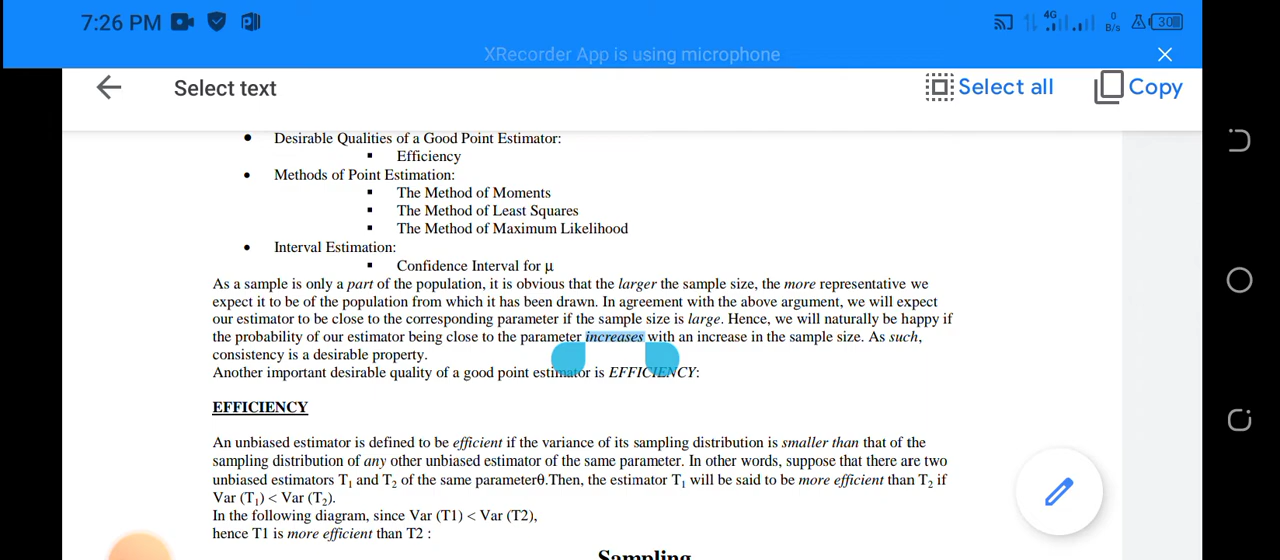 7:26 PM
4G 0 B/s 30
XRecorder App is using microphone
Select text Select all Copy
• Desirable Qualities of a Good Point Estimator:
▪ Efficiency
• Methods of Point Estimation:
▪ The Method of Moments
▪ The Method of Least Squares
▪ The Method of Maximum Likelihood
• Interval Estimation:
▪ Confidence Interval for μ
As a sample is only a part of the population, it is obvious that the larger the sample size, the more representative we
expect it to be of the population from which it has been drawn. In agreement with the above argument, we will expect
our estimator to be close to the corresponding parameter if the sample size is large. Hence, we will naturally be happy if
the probability of our estimator being close to the parameter increases with an increase in the sample size. As such,
consistency is a desirable property.
Another important desirable quality of a good point estimator is EFFICIENCY:
EFFICIENCY
An unbiased estimator is defined to be efficient if the variance of its sampling distribution is smaller than that of the
sampling distribution of any other unbiased estimator of the same parameter. In other words, suppose that there are two
unbiased estimators T₁ and T₂ of the same parameterθ.Then, the estimator T₁ will be said to be more efficient than T₂ if
Var (T₁) < Var (T₂).
In the following diagram, since Var (T1) < Var (T2),
hence T1 is more efficient than T2 :
Sampling